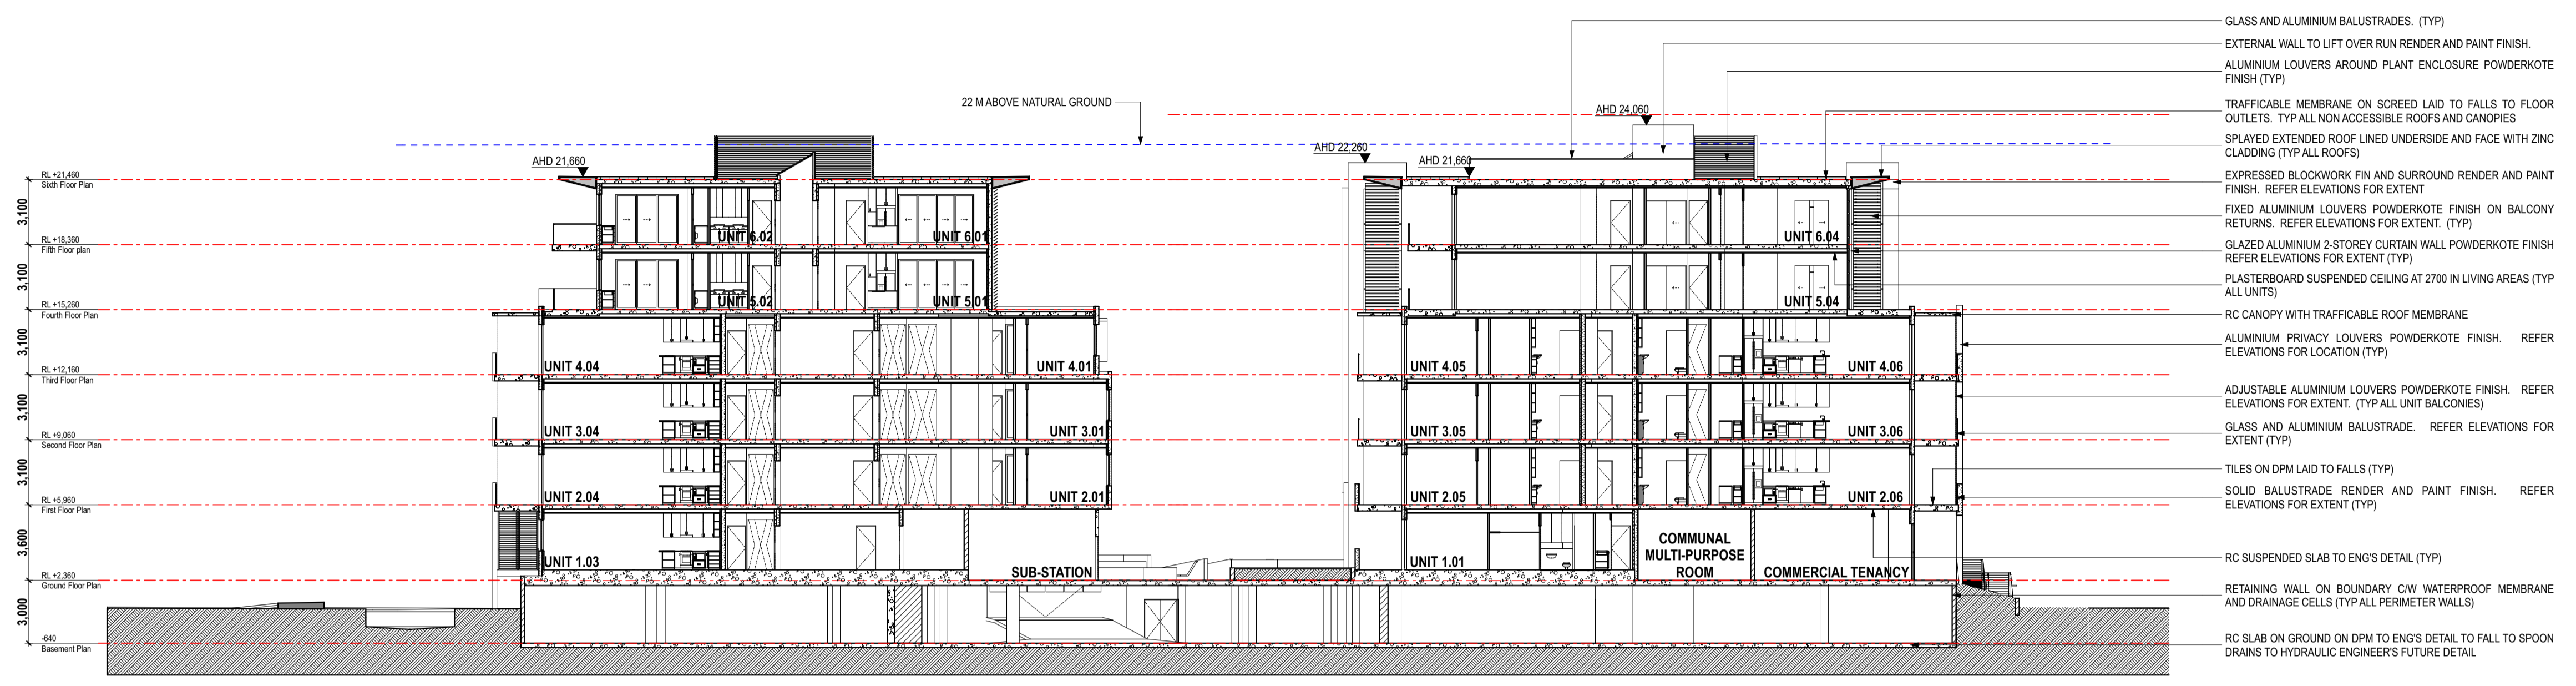 GLASS AND ALUMINIUM BALUSTRADES. (TYP)
EXTERNAL WALL TO LIFT OVER RUN RENDER AND PAINT FINISH.
ALUMINIUM LOUVERS AROUND PLANT ENCLOSURE POWDERKOTE
FINISH (TYP)
22 M ABOVE NATURAL GROUND
AHD 24,060
TRAFFICABLE MEMBRANE ON SCREED LAID TO FALLS TO FLOOR
OUTLETS. TYP ALL NON ACCESSIBLE ROOFS AND CANOPIES
SPLAYED EXTENDED ROOF LINED UNDERSIDE AND FACE WITH ZINC
CLADDING (TYP ALL ROOFS)
AHD 21,660
AHD 22,260
AHD 21,660
EXPRESSED BLOCKWORK FIN AND SURROUND RENDER AND PAINT
FINISH. REFER ELEVATIONS FOR EXTENT
RL +21,460
Sixth Floor Plan
3,100
FIXED ALUMINIUM LOUVERS POWDERKOTE FINISH ON BALCONY
RETURNS. REFER ELEVATIONS FOR EXTENT. (TYP)
UNIT 6.02
UNIT 6.01
UNIT 6.04
RL +18,360
Fifth Floor plan
GLAZED ALUMINIUM 2-STOREY CURTAIN WALL POWDERKOTE FINISH
REFER ELEVATIONS FOR EXTENT (TYP)
3,100
PLASTERBOARD SUSPENDED CEILING AT 2700 IN LIVING AREAS (TYP
ALL UNITS)
UNIT 5.02
UNIT 5.01
UNIT 5.04
RL +15,260
Fourth Floor Plan
RC CANOPY WITH TRAFFICABLE ROOF MEMBRANE
3,100
ALUMINIUM PRIVACY LOUVERS POWDERKOTE FINISH. REFER
ELEVATIONS FOR LOCATION (TYP)
UNIT 4.04
UNIT 4.01
UNIT 4.05
UNIT 4.06
RL +12,160
Third Floor Plan
3,100
ADJUSTABLE ALUMINIUM LOUVERS POWDERKOTE FINISH. REFER
ELEVATIONS FOR EXTENT. (TYP ALL UNIT BALCONIES)
UNIT 3.04
UNIT 3.01
UNIT 3.05
UNIT 3.06
GLASS AND ALUMINIUM BALUSTRADE. REFER ELEVATIONS FOR
EXTENT (TYP)
RL +9,060
Second Floor Plan
3,100
TILES ON DPM LAID TO FALLS (TYP)
UNIT 2.04
UNIT 2.01
UNIT 2.05
UNIT 2.06
SOLID BALUSTRADE RENDER AND PAINT FINISH. REFER
ELEVATIONS FOR EXTENT (TYP)
RL +5,960
First Floor Plan
3,600
COMMUNAL
MULTI-PURPOSE
ROOM
UNIT 1.03
SUB-STATION
UNIT 1.01
COMMERCIAL TENANCY
RC SUSPENDED SLAB TO ENG'S DETAIL (TYP)
RL +2,360
Ground Floor Plan
RETAINING WALL ON BOUNDARY C/W WATERPROOF MEMBRANE
AND DRAINAGE CELLS (TYP ALL PERIMETER WALLS)
3,000
-640
Basement Plan
RC SLAB ON GROUND ON DPM TO ENG'S DETAIL TO FALL TO SPOON
DRAINS TO HYDRAULIC ENGINEER'S FUTURE DETAIL